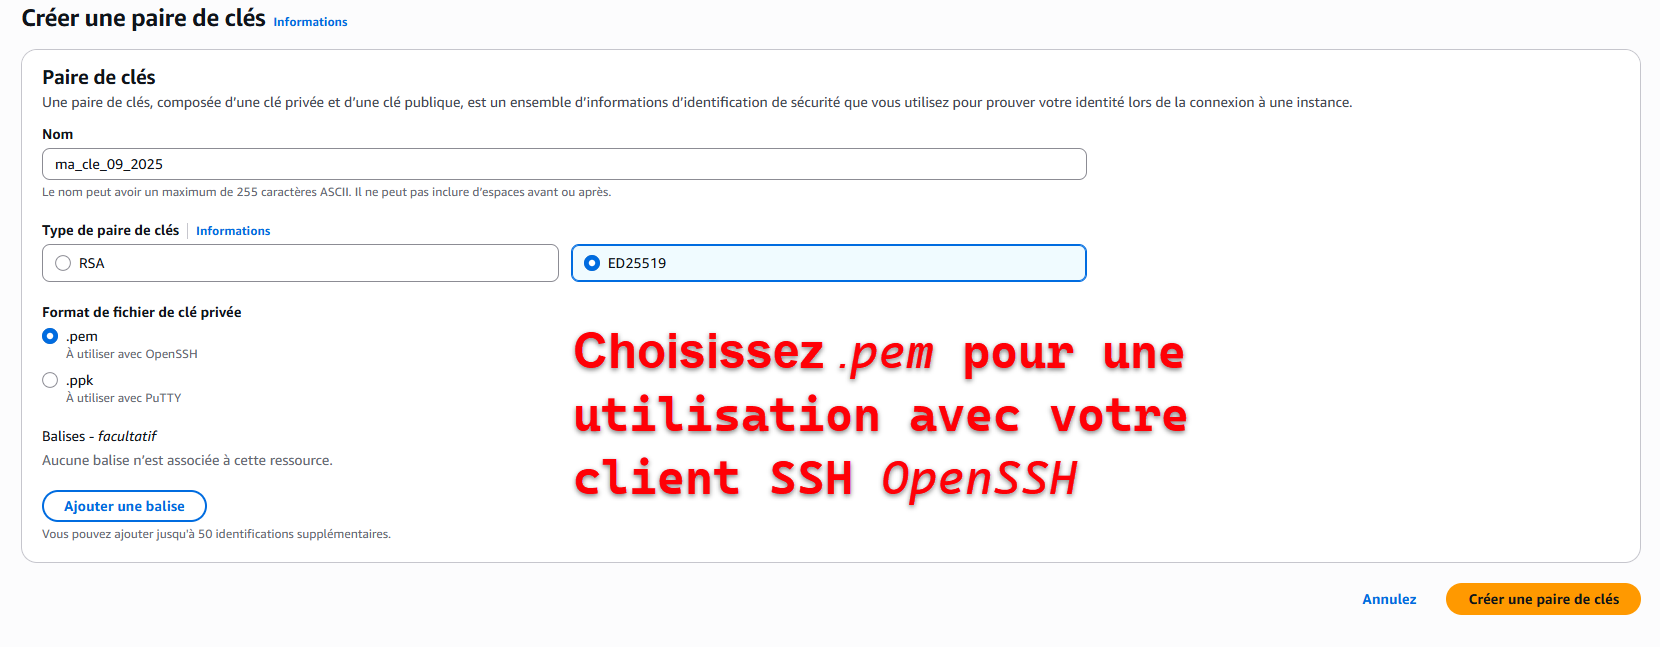 Créer une paire de clés Informations
Paire de clés
Une paire de clés, composée d'une clé privée et d'une clé publique, est un ensemble d'informations d'identification de sécurité que vous utilisez pour prouver votre identité lors de la connexion à une instance.
Nom
ma_cle_09_2025
Le nom peut avoir un maximum de 255 caractères ASCII. Il ne peut pas inclure d'espaces avant ou après.
Type de paire de clés Informations
RSA ED25519
Format de fichier de clé privée
.pem
À utiliser avec OpenSSH
.ppk
À utiliser avec PuTTY
Choisissez .pem pour une
utilisation avec votre
client SSH OpenSSH
Balises - facultatif
Aucune balise n'est associée à cette ressource.
Ajouter une balise
Vous pouvez ajouter jusqu'à 50 identifications supplémentaires.
Annulez Créer une paire de clés